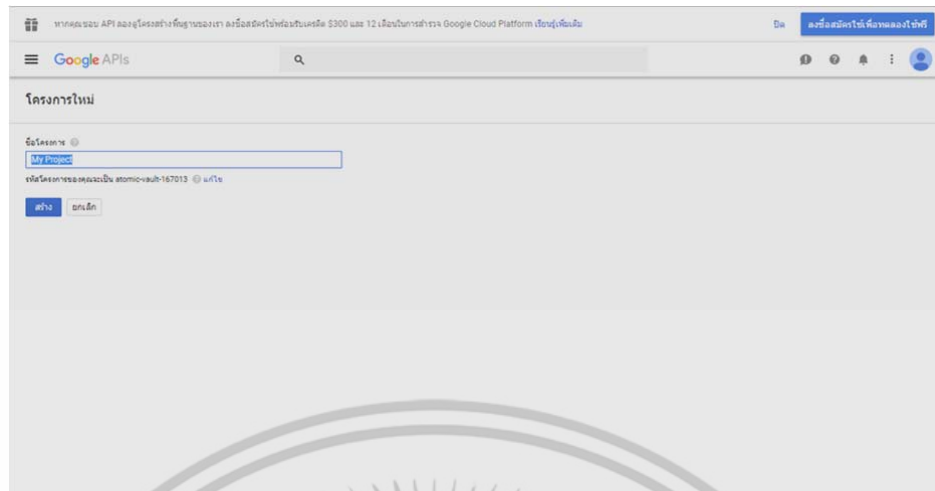 หากคุณชอบ API ลองดูโครงสร้างพื้นฐานของเรา ลงชื่อสมัครใช้พร้อมรับเครดิต $300 และ 12 เดือนในการสำรวจ Google Cloud Platform เรียนรู้เพิ่มเติม
ปิด
ลงชื่อสมัครใช้เพื่อทดลองใช้ฟรี
Google APIs
โครงการใหม่
ชื่อโครงการ
My Project
รหัสโครงการของคุณจะเป็น atomic-vault-167013 แก้ไข
สร้าง ยกเลิก